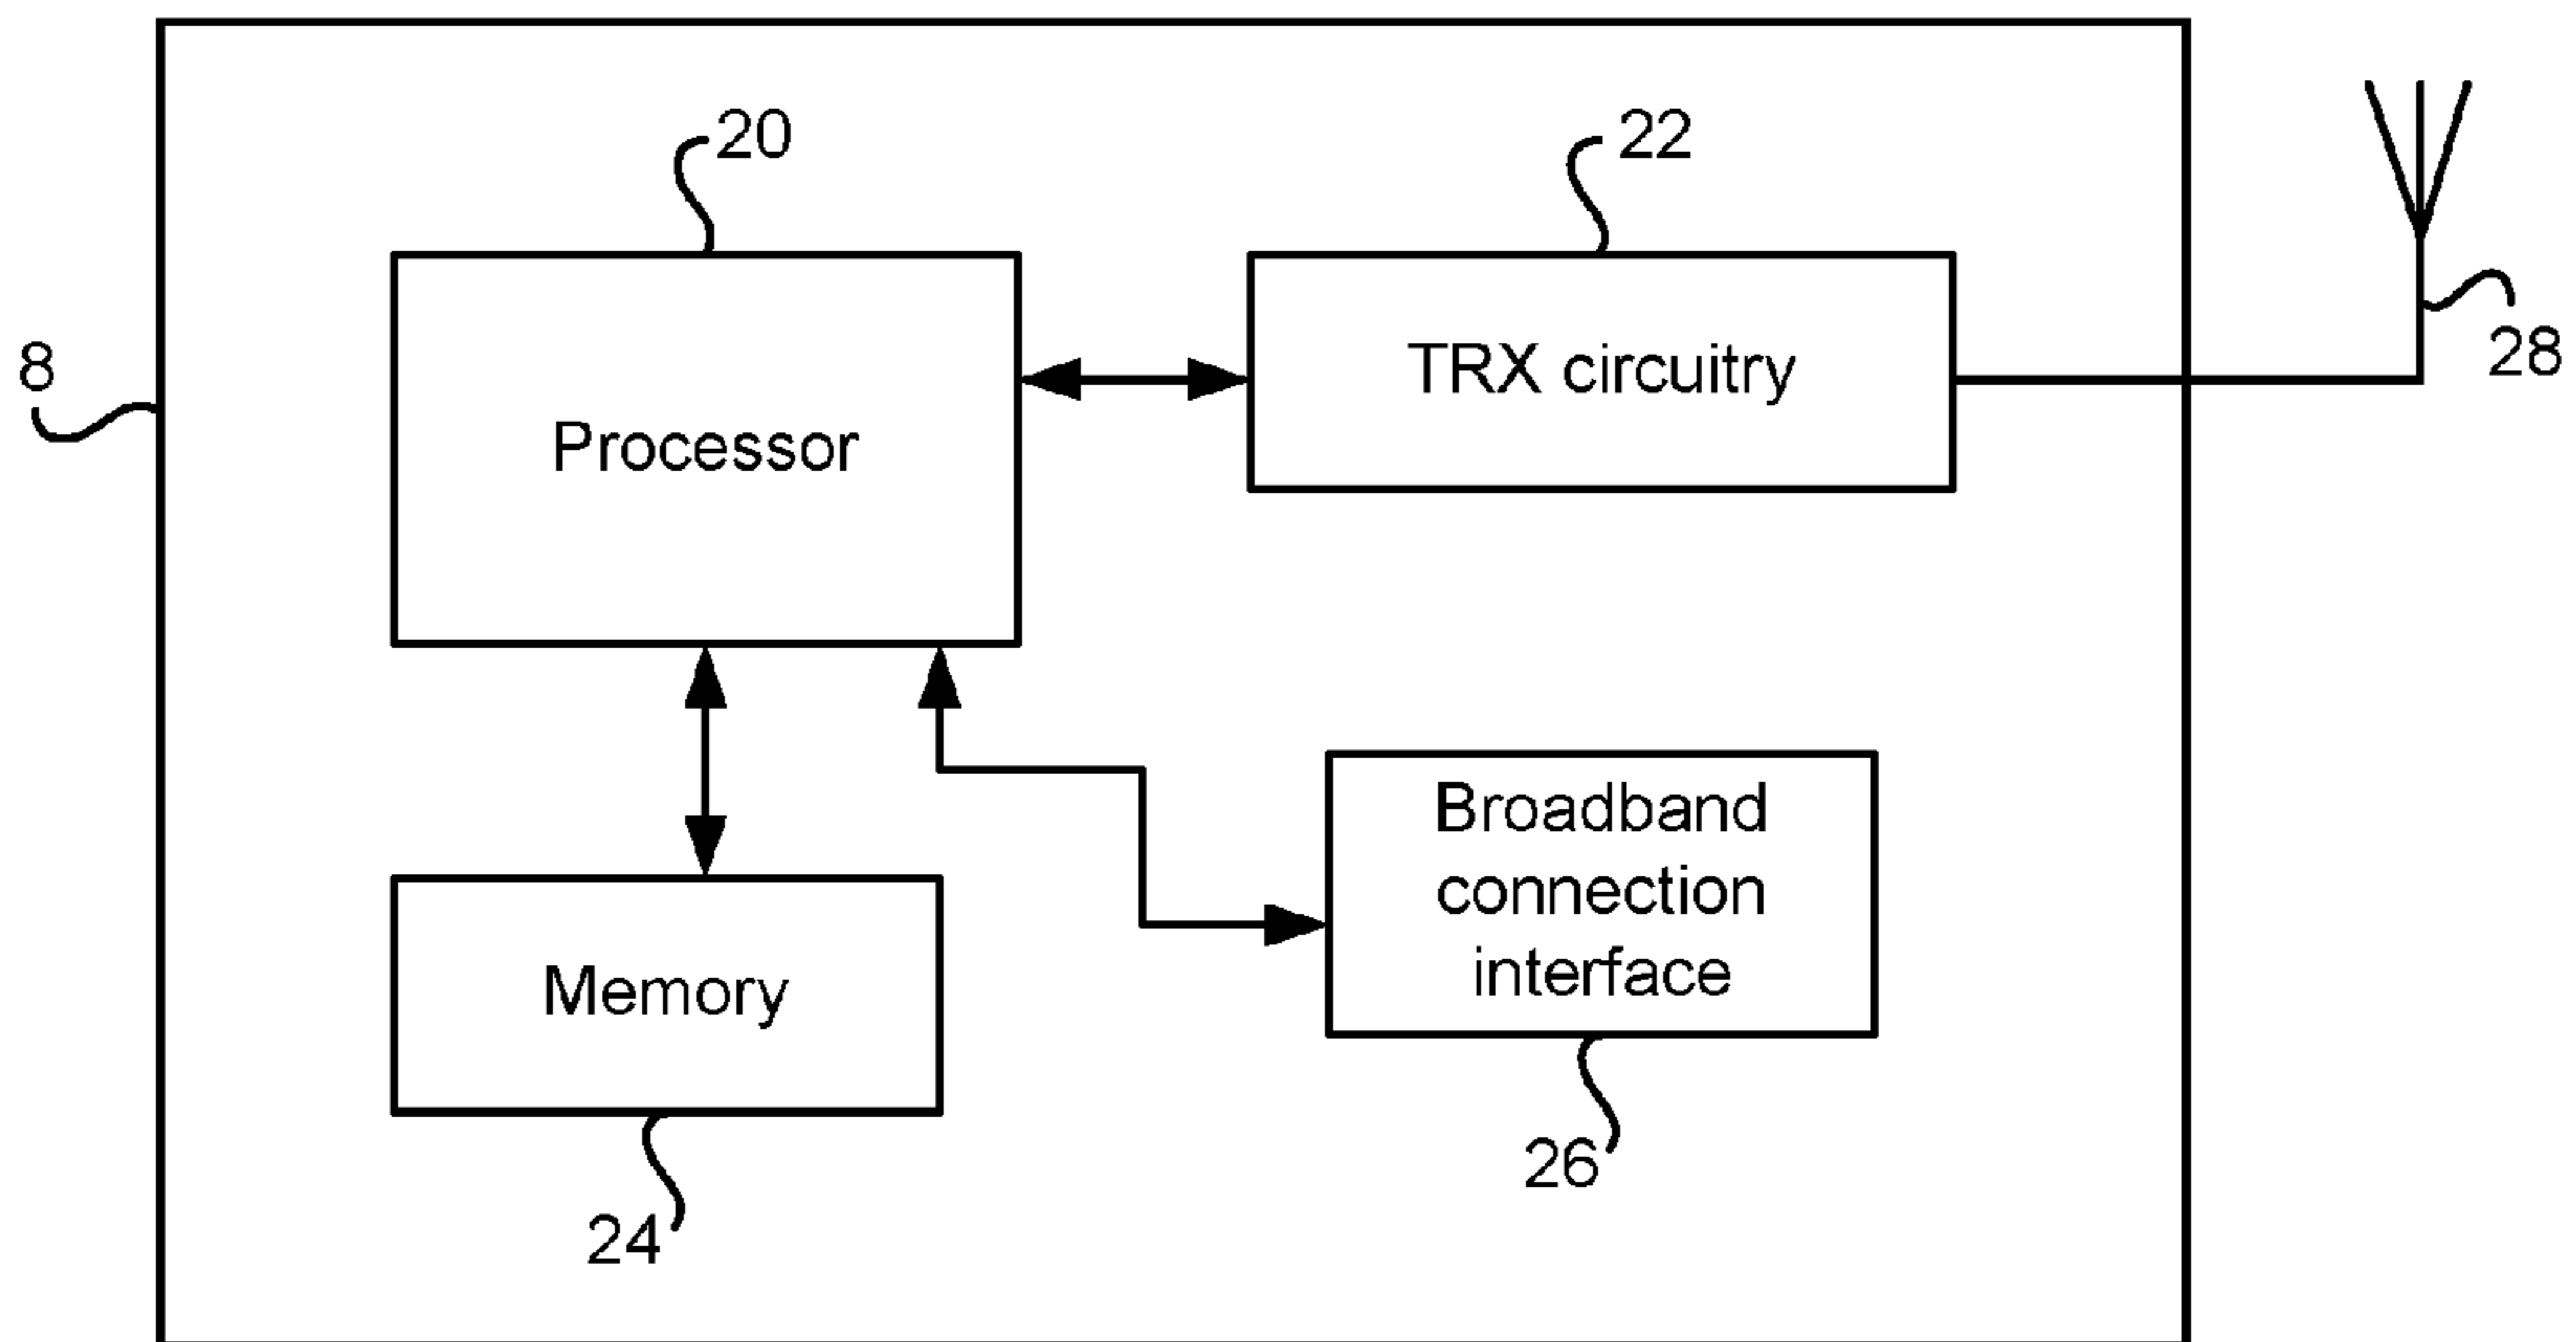 20
22
8
TRX circuitry
28
Processor
Broadband
connection
interface
Memory
26
24